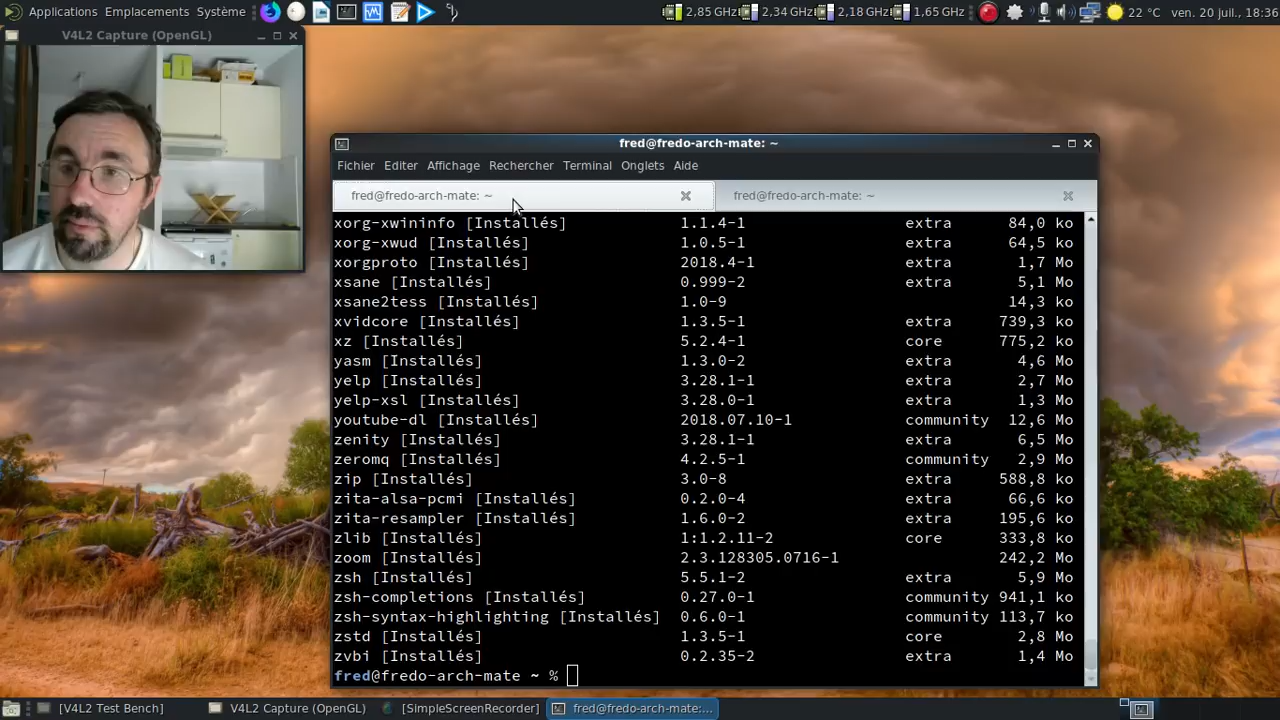 Applications Emplacements Système 2,85 GHz 2,34 GHz 2,18 GHz 1,65 GHz 22 °C ven. 20 juil., 18:36
V4L2 Capture (OpenGL)
fred@fredo-arch-mate: ~
Fichier Editer Affichage Rechercher Terminal Onglets Aide
fred@fredo-arch-mate: ~ fred@fredo-arch-mate: ~
xorg-xwininfo [Installés] 1.1.4-1 extra 84,0 ko
xorg-xwud [Installés] 1.0.5-1 extra 64,5 ko
xorgproto [Installés] 2018.4-1 extra 1,7 Mo
xsane [Installés] 0.999-2 extra 5,1 Mo
xsane2tess [Installés] 1.0-9 14,3 ko
xvidcore [Installés] 1.3.5-1 extra 739,3 ko
xz [Installés] 5.2.4-1 core 775,2 ko
yasm [Installés] 1.3.0-2 extra 4,6 Mo
yelp [Installés] 3.28.1-1 extra 2,7 Mo
yelp-xsl [Installés] 3.28.0-1 extra 1,3 Mo
youtube-dl [Installés] 2018.07.10-1 community 12,6 Mo
zenity [Installés] 3.28.1-1 extra 6,5 Mo
zeromq [Installés] 4.2.5-1 community 2,9 Mo
zip [Installés] 3.0-8 extra 588,8 ko
zita-alsa-pcmi [Installés] 0.2.0-4 extra 66,6 ko
zita-resampler [Installés] 1.6.0-2 extra 195,6 ko
zlib [Installés] 1:1.2.11-2 core 333,8 ko
zoom [Installés] 2.3.128305.0716-1 242,2 Mo
zsh [Installés] 5.5.1-2 extra 5,9 Mo
zsh-completions [Installés] 0.27.0-1 community 941,1 ko
zsh-syntax-highlighting [Installés] 0.6.0-1 community 113,7 ko
zstd [Installés] 1.3.5-1 core 2,8 Mo
zvbi [Installés] 0.2.35-2 extra 1,4 Mo
fred@fredo-arch-mate ~ %
[V4L2 Test Bench] V4L2 Capture (OpenGL) [SimpleScreenRecorder] fred@fredo-arch-mate:...